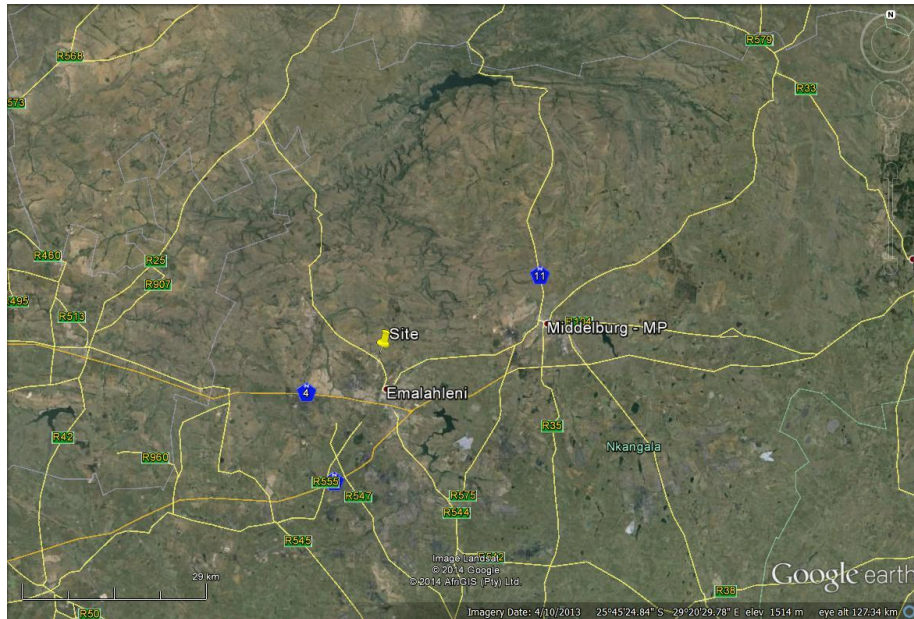 N
R568
R579
573
R33
R460
R25
R907
495
R513
11
Site
Middelburg - MP
4
Emalahleni
R42
R35
R960
Nkangala
R555
R547
R575
R544
R545
29 km
Image Landsat
© 2014 Google
© 2014 AfriGIS (Pty) Ltd.
Google earth
R38
R50
Imagery Date: 4/10/2013 25°45'24.84" S 29°20'29.78" E elev 1514 m eye alt 127.34 km